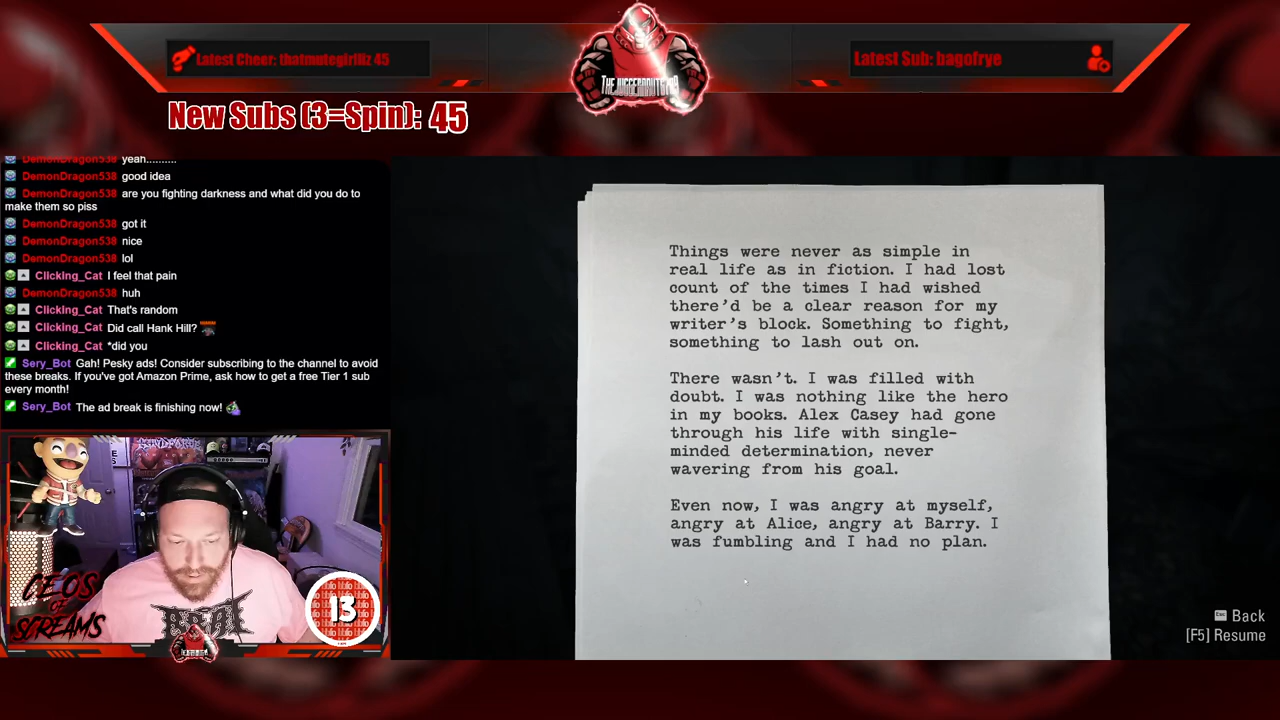 Latest Cheer: thatmutegirlliz 45
Latest Sub: bagofrye
New Subs (3=Spin): 45
DemonDragon538 yeah..........
DemonDragon538 good idea
DemonDragon538 are you fighting darkness and what did you do to
make them so piss
DemonDragon538 got it
DemonDragon538 nice
DemonDragon538 lol
Clicking_Cat I feel that pain
DemonDragon538 huh
Clicking_Cat That's random
Clicking_Cat Did call Hank Hill?
Clicking_Cat *did you
Sery_Bot Gah! Pesky ads! Consider subscribing to the channel to avoid
these breaks. If you've got Amazon Prime, ask how to get a free Tier 1 sub
every month!
Sery_Bot The ad break is finishing now!
Things were never as simple in
real life as in fiction. I had lost
count of the times I had wished
there'd be a clear reason for my
writer's block. Something to fight,
something to lash out on.
There wasn't. I was filled with
doubt. I was nothing like the hero
in my books. Alex Casey had gone
through his life with single-
minded determination, never
wavering from his goal.
Even now, I was angry at myself,
angry at Alice, angry at Barry. I
was fumbling and I had no plan.
Esc Back
[F5] Resume
CEOS
OF
SCREAMS
13